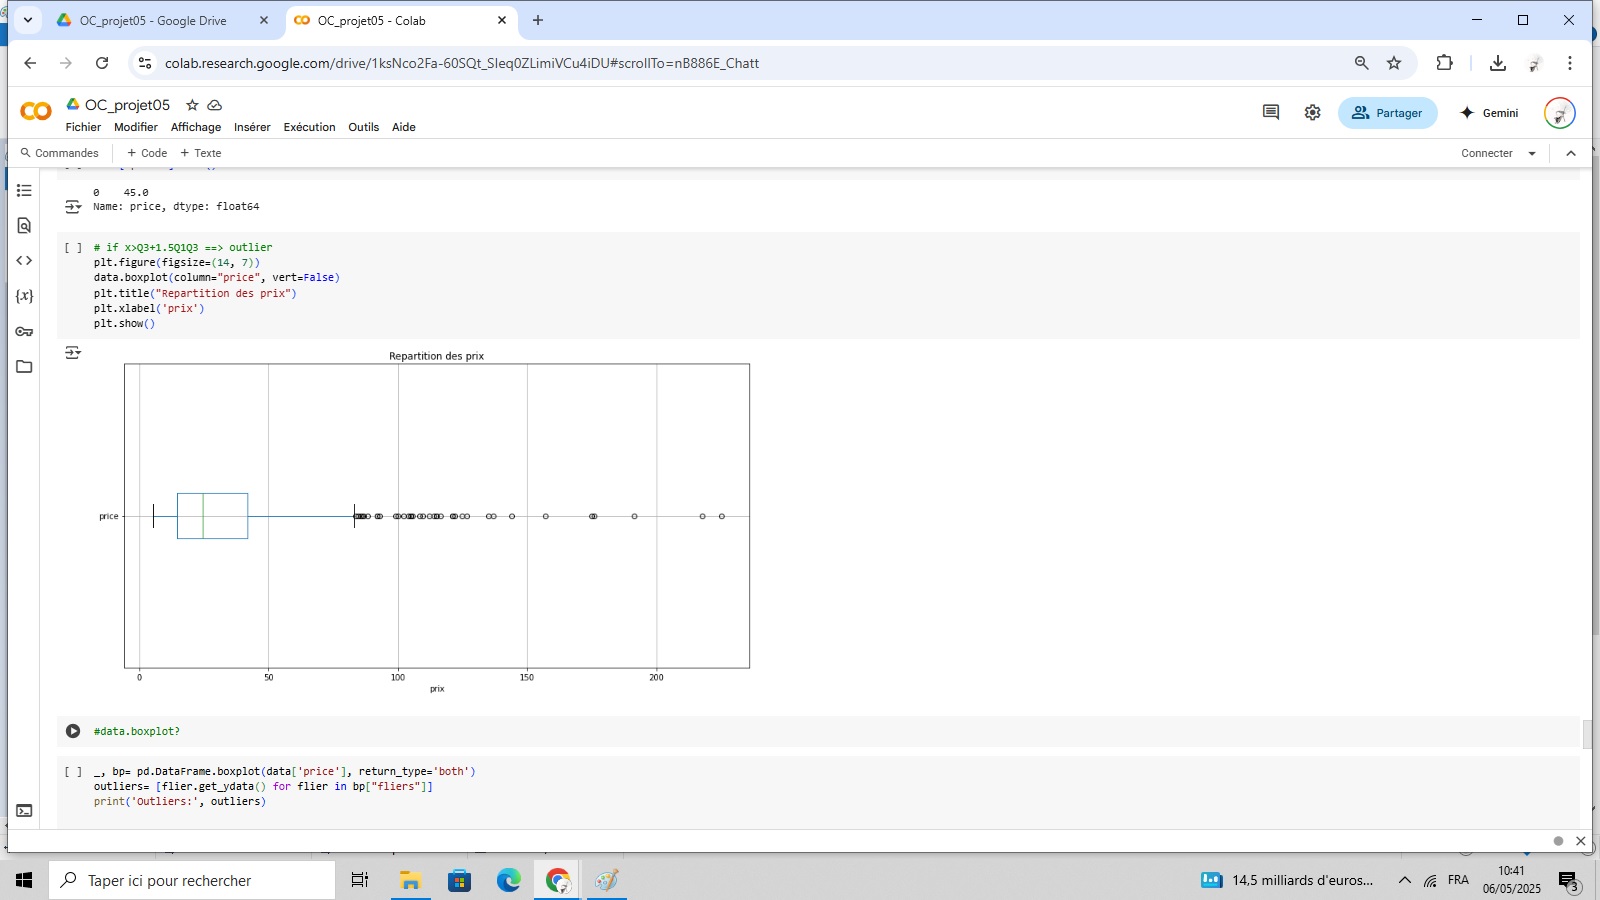 OC_projet05 - Google Drive
OC_projet05 - Colab
colab.research.google.com/drive/1ksNco2Fa-60SQt_SIeq0ZLimiVCu4iDU#scrollTo=nB886E_Chatt
OC_projet05
Fichier Modifier Affichage Insérer Exécution Outils Aide
Partager
Gemini
Commandes + Code + Texte
Connecter
0 45.0
Name: price, dtype: float64
[ ] # if x>Q3+1.5Q1Q3 ==> outlier
plt.figure(figsize=(14, 7))
data.boxplot(column="price", vert=False)
plt.title("Repartition des prix")
plt.xlabel('prix')
plt.show()
Repartition des prix
price
0 50 100 150 200
prix
#data.boxplot?
[ ] _, bp= pd.DataFrame.boxplot(data['price'], return_type='both')
outliers= [flier.get_ydata() for flier in bp["fliers"]]
print('Outliers:', outliers)
Taper ici pour rechercher
14,5 milliards d'euros...
FRA
10:41
06/05/2025
3